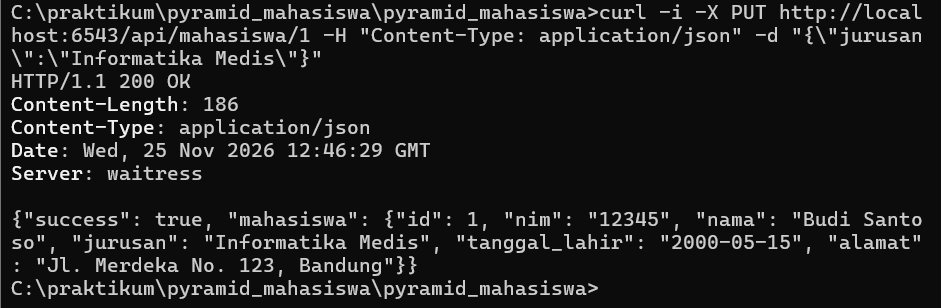 C:\praktikum\pyramid_mahasiswa\pyramid_mahasiswa>curl -i -X PUT http://local
host:6543/api/mahasiswa/1 -H "Content-Type: application/json" -d "{\"jurusan
\":\"Informatika Medis\"}"
HTTP/1.1 200 OK
Content-Length: 186
Content-Type: application/json
Date: Wed, 25 Nov 2026 12:46:29 GMT
Server: waitress

{"success": true, "mahasiswa": {"id": 1, "nim": "12345", "nama": "Budi Santo
so", "jurusan": "Informatika Medis", "tanggal_lahir": "2000-05-15", "alamat"
: "Jl. Merdeka No. 123, Bandung"}}
C:\praktikum\pyramid_mahasiswa\pyramid_mahasiswa>